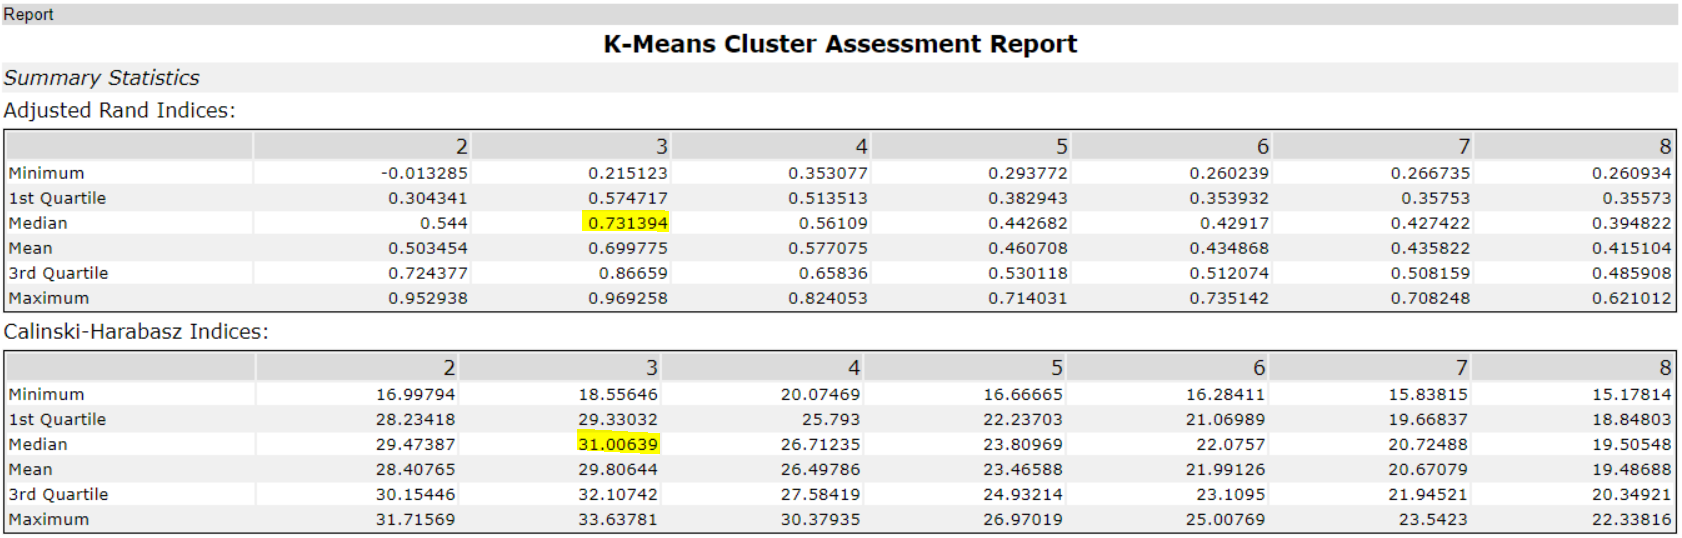 Report
K-Means Cluster Assessment Report
Summary Statistics
Adjusted Rand Indices:
2 3 4 5 6 7 8
Minimum -0.013285 0.215123 0.353077 0.293772 0.260239 0.266735 0.260934
1st Quartile 0.304341 0.574717 0.513513 0.382943 0.353932 0.35753 0.35573
Median 0.544 0.731394 0.56109 0.442682 0.42917 0.427422 0.394822
Mean 0.503454 0.699775 0.577075 0.460708 0.434868 0.435822 0.415104
3rd Quartile 0.724377 0.86659 0.65836 0.530118 0.512074 0.508159 0.485908
Maximum 0.952938 0.969258 0.824053 0.714031 0.735142 0.708248 0.621012
Calinski-Harabasz Indices:
2 3 4 5 6 7 8
Minimum 16.99794 18.55646 20.07469 16.66665 16.28411 15.83815 15.17814
1st Quartile 28.23418 29.33032 25.793 22.23703 21.06989 19.66837 18.84803
Median 29.47387 31.00639 26.71235 23.80969 22.0757 20.72488 19.50548
Mean 28.40765 29.80644 26.49786 23.46588 21.99126 20.67079 19.48688
3rd Quartile 30.15446 32.10742 27.58419 24.93214 23.1095 21.94521 20.34921
Maximum 31.71569 33.63781 30.37935 26.97019 25.00769 23.5423 22.33816